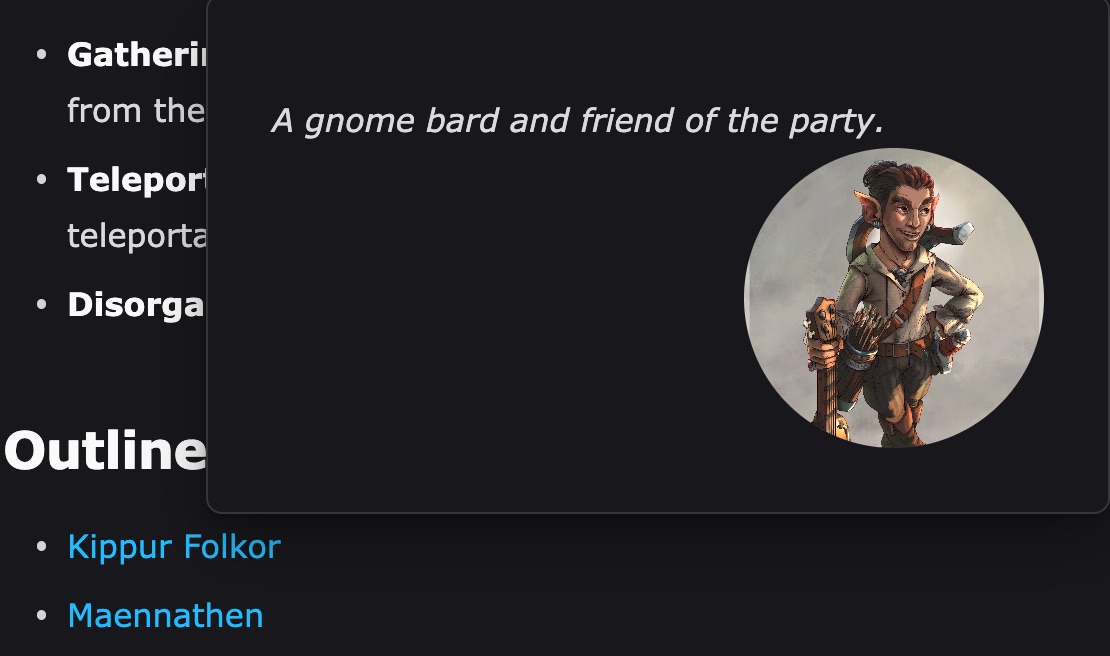 Gatheri
from the
Teleport
teleporta
Disorga
A gnome bard and friend of the party.
Outline
Kippur Folkor
Maennathen